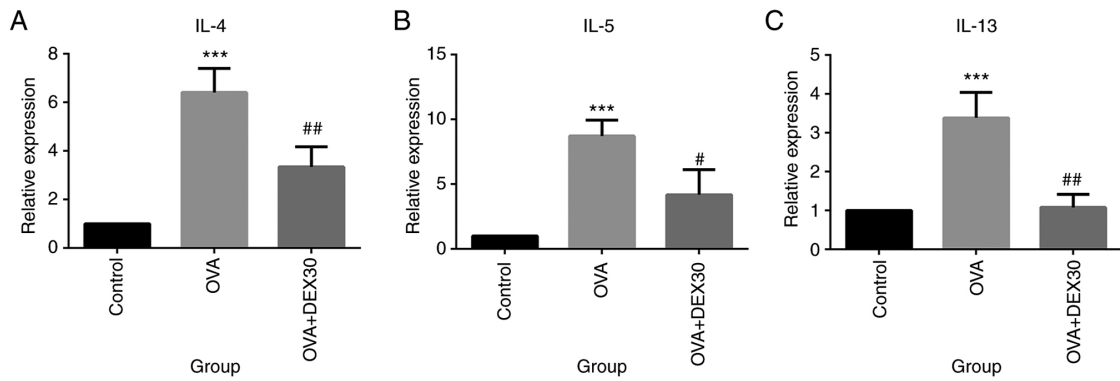 A
IL-4
Relative expression
8
6
4
2
0
***
##
Control
OVA
OVA+DEX30
Group
B
IL-5
Relative expression
15
10
5
0
***
#
Control
OVA
OVA+DEX30
Group
C
IL-13
Relative expression
5
4
3
2
1
0
***
##
Control
OVA
OVA+DEX30
Group